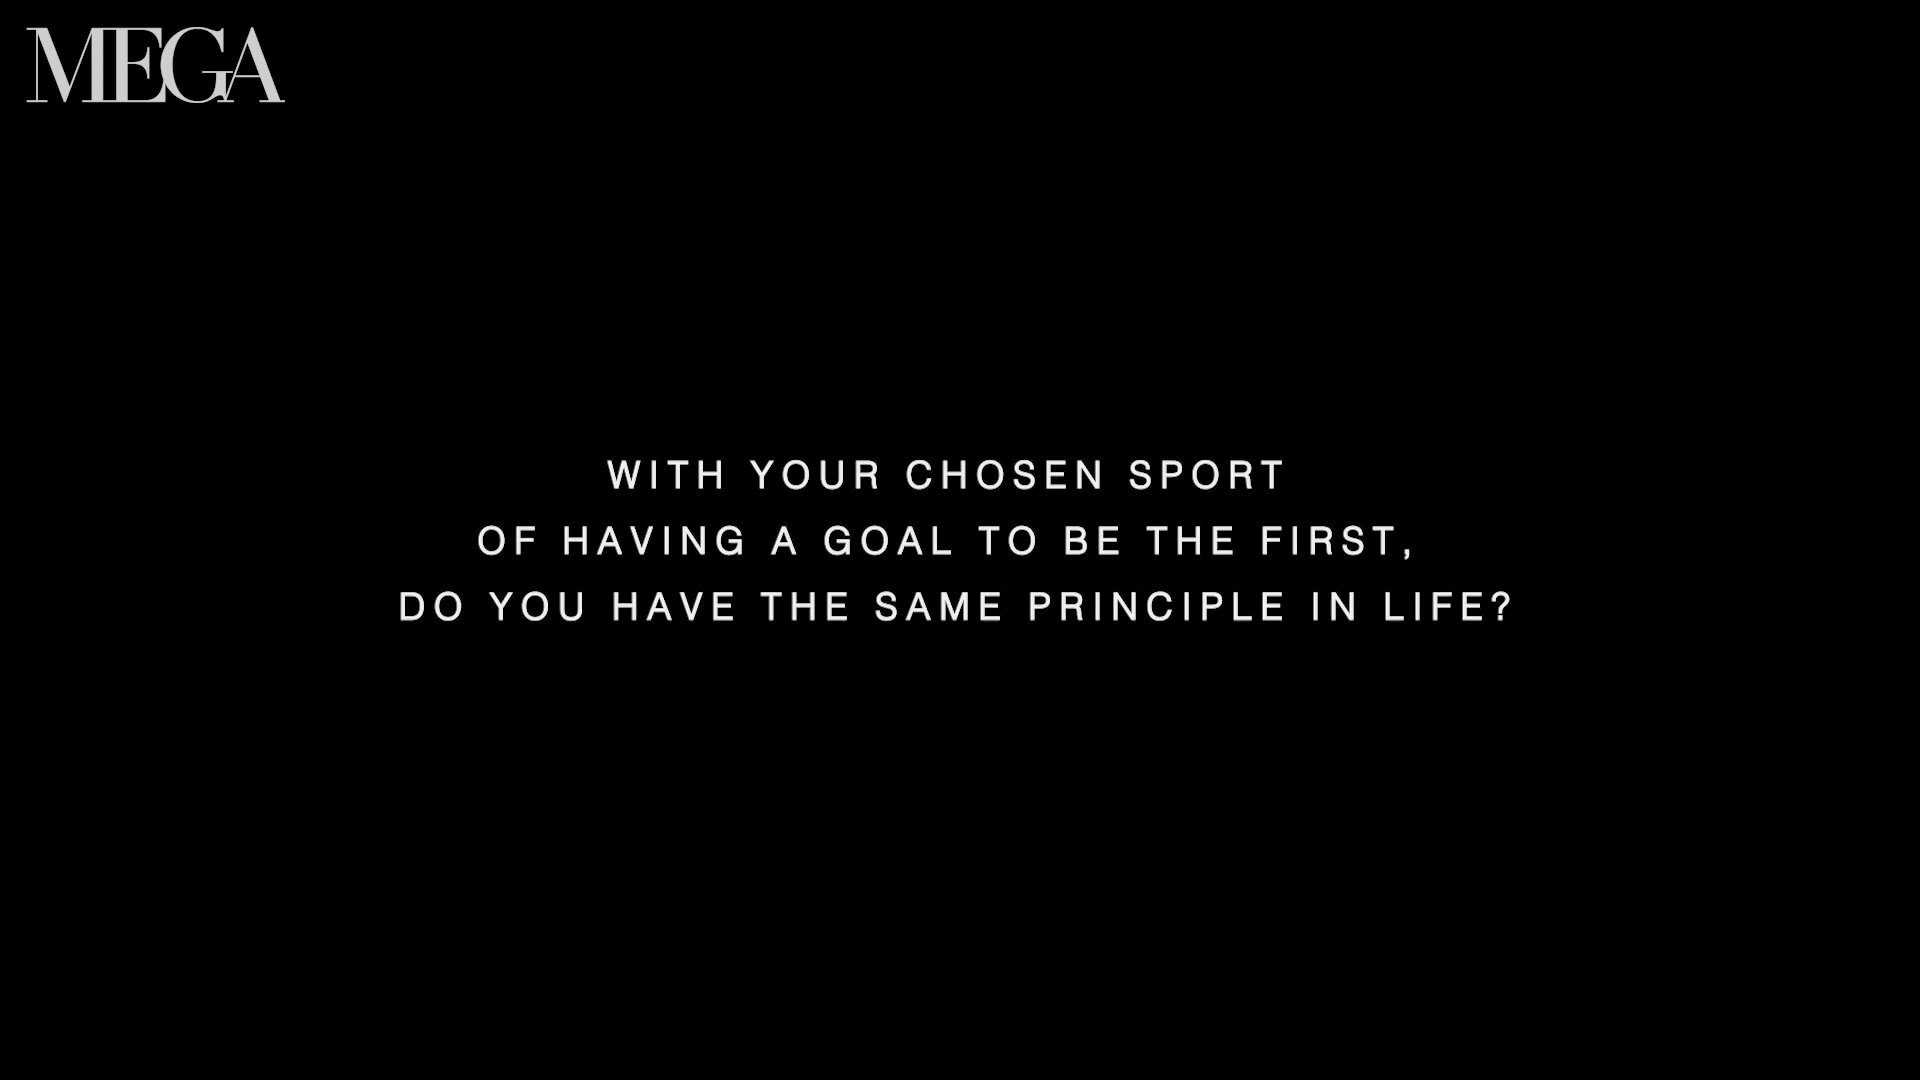 MEGA
WITH YOUR CHOSEN SPORT
OF HAVING A GOAL TO BE THE FIRST,
DO YOU HAVE THE SAME PRINCIPLE IN LIFE?